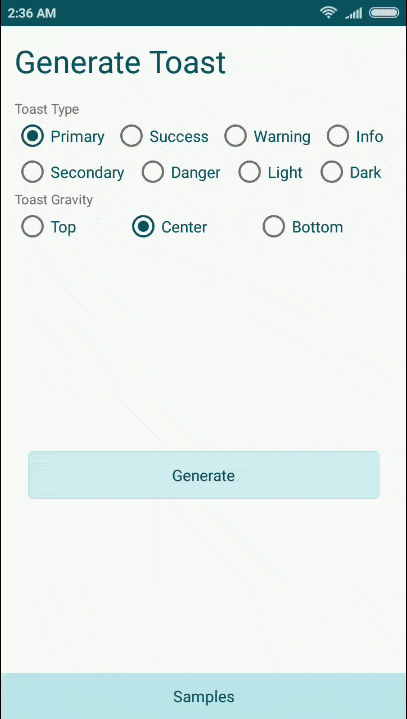 2:36 AM
Generate Toast
Toast Type
Primary Success Warning Info
Secondary Danger Light Dark
Toast Gravity
Top Center Bottom
Generate
Samples